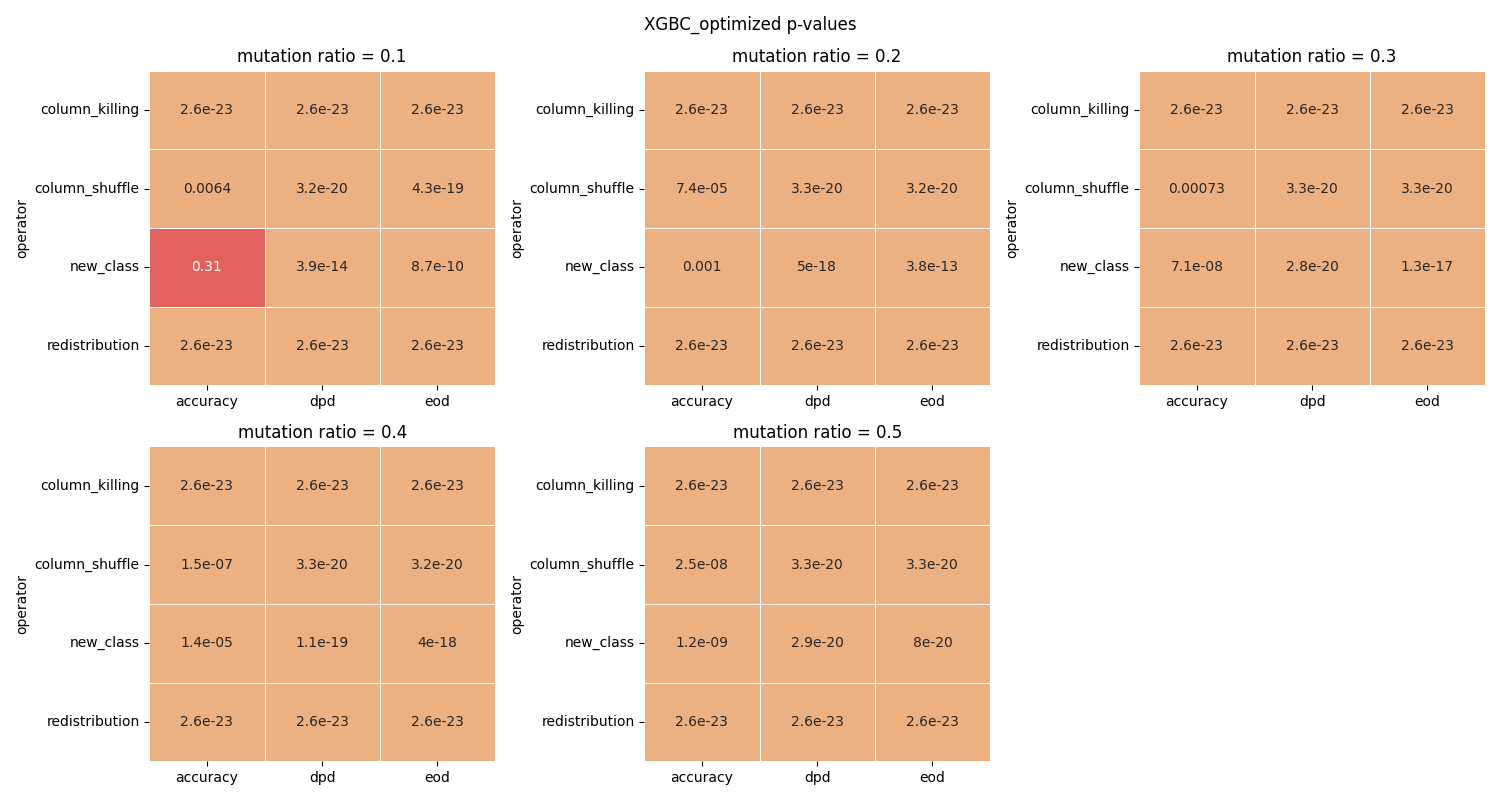 XGBC_optimized p-values
mutation ratio = 0.1
operator
column_killing 2.6e-23 2.6e-23 2.6e-23
column_shuffle 0.0064 3.2e-20 4.3e-19
new_class 0.31 3.9e-14 8.7e-10
redistribution 2.6e-23 2.6e-23 2.6e-23
accuracy dpd eod
mutation ratio = 0.2
operator
column_killing 2.6e-23 2.6e-23 2.6e-23
column_shuffle 7.4e-05 3.3e-20 3.2e-20
new_class 0.001 5e-18 3.8e-13
redistribution 2.6e-23 2.6e-23 2.6e-23
accuracy dpd eod
mutation ratio = 0.3
operator
column_killing 2.6e-23 2.6e-23 2.6e-23
column_shuffle 0.00073 3.3e-20 3.3e-20
new_class 7.1e-08 2.8e-20 1.3e-17
redistribution 2.6e-23 2.6e-23 2.6e-23
accuracy dpd eod
mutation ratio = 0.4
operator
column_killing 2.6e-23 2.6e-23 2.6e-23
column_shuffle 1.5e-07 3.3e-20 3.2e-20
new_class 1.4e-05 1.1e-19 4e-18
redistribution 2.6e-23 2.6e-23 2.6e-23
accuracy dpd eod
mutation ratio = 0.5
operator
column_killing 2.6e-23 2.6e-23 2.6e-23
column_shuffle 2.5e-08 3.3e-20 3.3e-20
new_class 1.2e-09 2.9e-20 8e-20
redistribution 2.6e-23 2.6e-23 2.6e-23
accuracy dpd eod